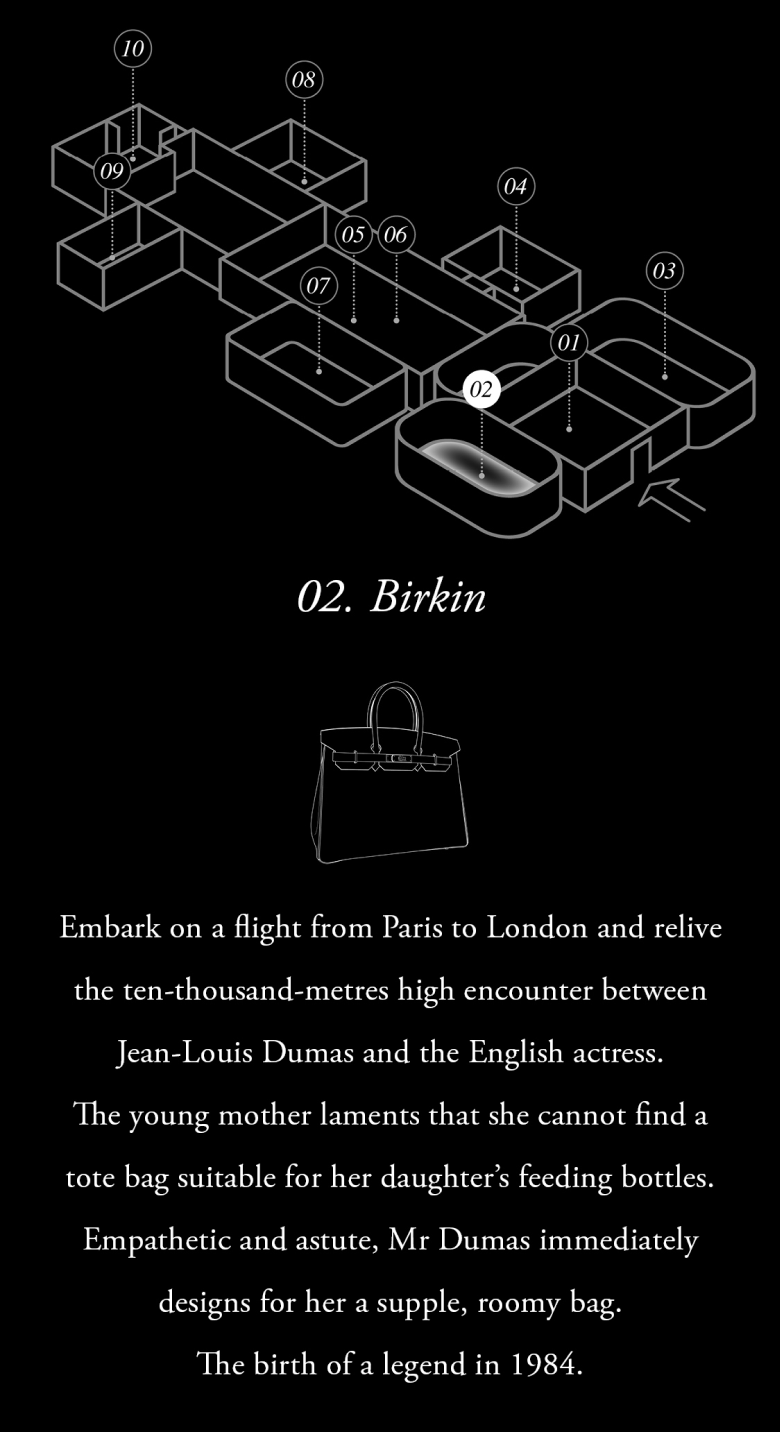 10
08
09
04
05
06
03
07
01
02
02. Birkin
Embark on a flight from Paris to London and relive
the ten-thousand-metres high encounter between
Jean-Louis Dumas and the English actress.
The young mother laments that she cannot find a
tote bag suitable for her daughter’s feeding bottles.
Empathetic and astute, Mr Dumas immediately
designs for her a supple, roomy bag.
The birth of a legend in 1984.